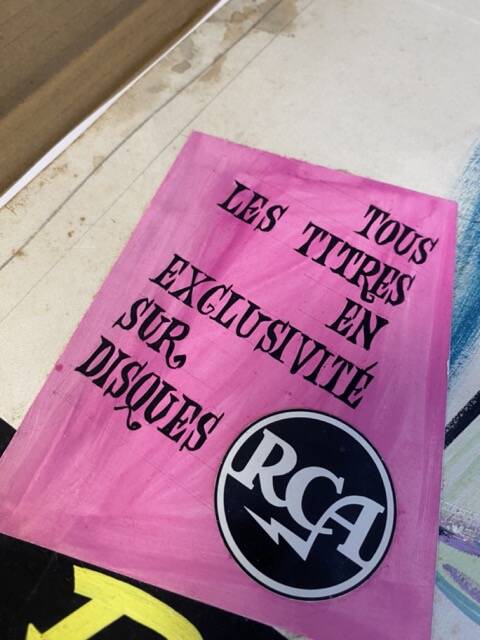 TOUS
LES TITRES
EN
EXCLUSIVITÉ
SUR
DISQUES
RCA